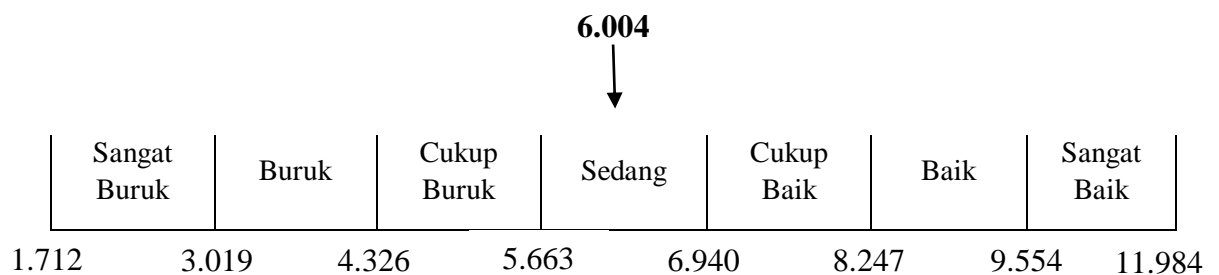 6.004
Sangat Buruk Cukup Sedang Cukup Baik Sangat
Buruk Buruk Baik Baik
1.712 3.019 4.326 5.663 6.940 8.247 9.554 11.984